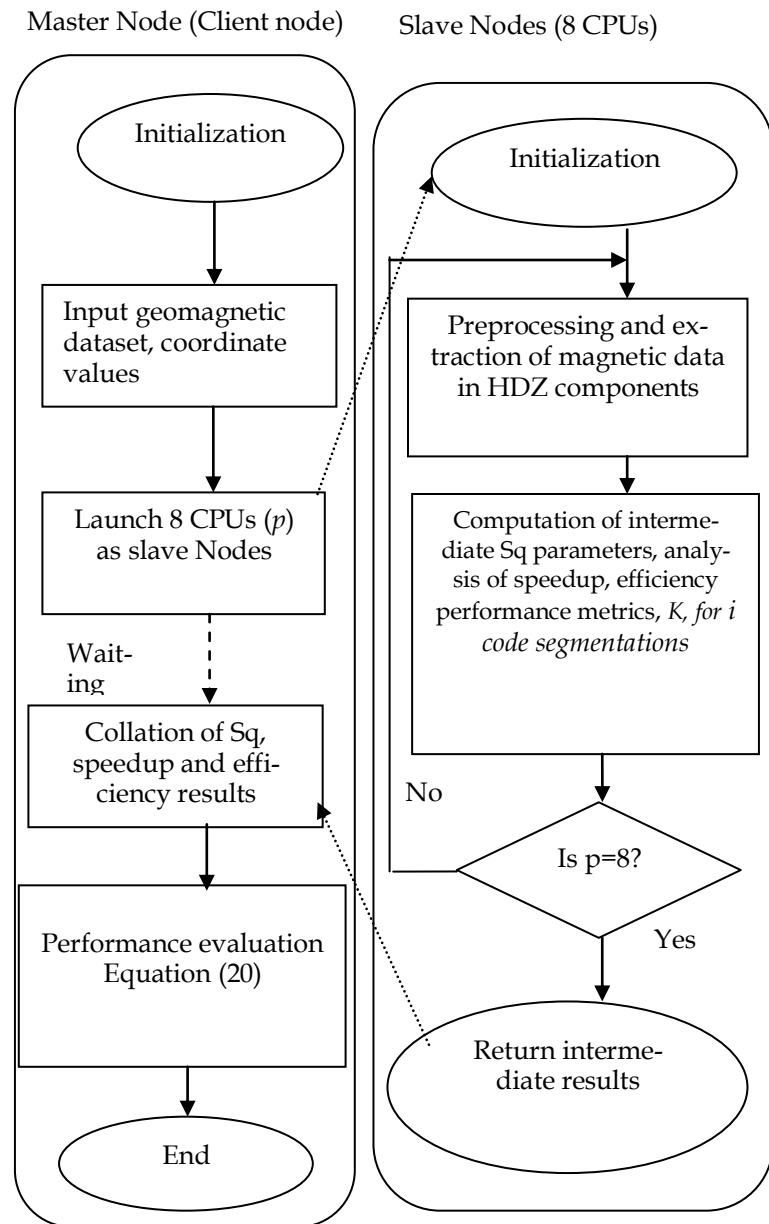 Master Node (Client node)
Initialization
Input geomagnetic
dataset, coordinate
values
Launch 8 CPUs (p)
as slave Nodes
Wait-
ing
Collation of Sq,
speedup and effi-
ciency results
Performance evaluation
Equation (20)
End
Slave Nodes (8 CPUs)
Initialization
Preprocessing and ex-
traction of magnetic data
in HDZ components
Computation of interme-
diate Sq parameters, analy-
sis of speedup, efficiency
performance metrics, K, for i
code segmentations
No
Is p=8?
Yes
Return interme-
diate results